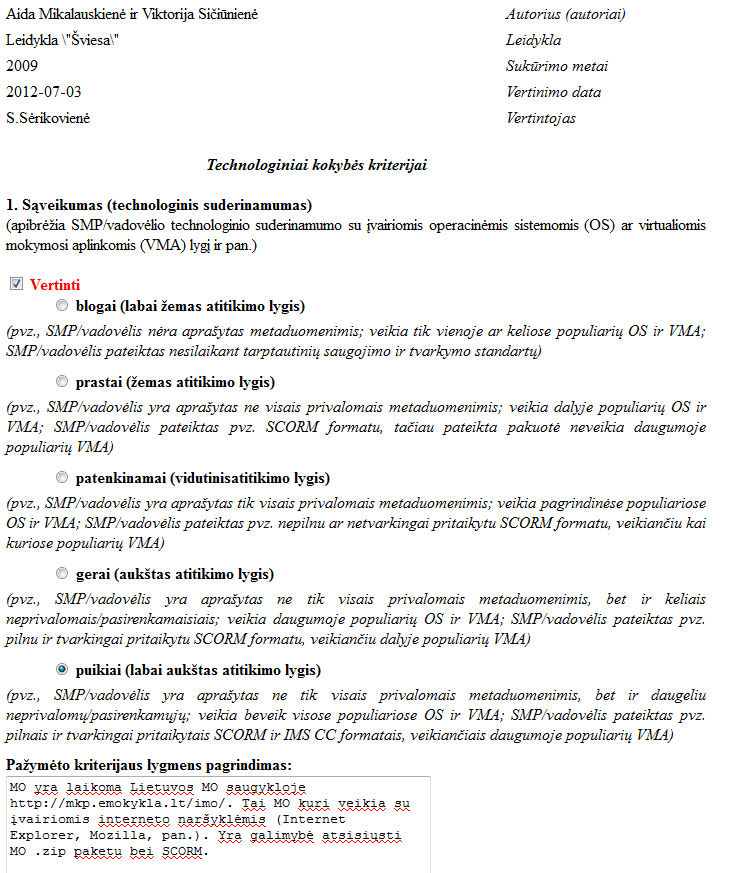 Aida Mikalauskienė ir Viktorija Sičiūnienė Autorius (autoriai)
Leidykla \"Šviesa\" Leidykla
2009 Sukūrimo metai
2012-07-03 Vertinimo data
S.Sėrikovienė Vertintojas
Technologiniai kokybės kriterijai
1. Sąveikumas (technologinis suderinamumas)
(apibrėžia SMP/vadovėlio technologinio suderinamumo su įvairiomis operacinėmis sistemomis (OS) ar virtualiomis
mokymosi aplinkomis (VMA) lygį ir pan.)
Vertinti
blogai (labai žemas atitikimo lygis)
(pvz., SMP/vadovėlis nėra aprašytas metaduomenimis; veikia tik vienoje ar keliose populiarių OS ir VMA;
SMP/vadovėlis pateiktas nesilaikant tarptautinių saugojimo ir tvarkymo standartų)
prastai (žemas atitikimo lygis)
(pvz., SMP/vadovėlis yra aprašytas ne visais privalomais metaduomenimis; veikia dalyje populiarių OS ir
VMA; SMP/vadovėlis pateiktas pvz. SCORM formatu, tačiau pateikta pakuotė neveikia daugumoje
populiarių VMA)
patenkinamai (vidutinisatitikimo lygis)
(pvz., SMP/vadovėlis yra aprašytas tik visais privalomais metaduomenimis; veikia pagrindinėse populiariose
OS ir VMA; SMP/vadovėlis pateiktas pvz. nepilnu ar netvarkingai pritaikytu SCORM formatu, veikiančiu kai
kuriose populiarių VMA)
gerai (aukštas atitikimo lygis)
(pvz., SMP/vadovėlis yra aprašytas ne tik visais privalomais metaduomenimis, bet ir keliais
neprivalomais/pasirenkamaisiais; veikia daugumoje populiarių OS ir VMA; SMP/vadovėlis pateiktas pvz.
pilnu ir tvarkingai pritaikytu SCORM formatu, veikiančiu dalyje populiarių VMA)
puikiai (labai aukštas atitikimo lygis)
(pvz., SMP/vadovėlis yra aprašytas ne tik visais privalomais metaduomenimis, bet ir daugeliu
neprivalomų/pasirenkamųjų; veikia beveik visose populiariose OS ir VMA; SMP/vadovėlis pateiktas pvz.
pilnais ir tvarkingai pritaikytais SCORM ir IMS CC formatais, veikiančiais daugumoje populiarių VMA)
Pažymėto kriterijaus lygmens pagrindimas:
MO yra laikoma Lietuvos MO saugykloje
http://mkp.emokykla.lt/imo/. Tai MO kuri veikia su
įvairiomis interneto naršyklėmis (Internet
Explorer, Mozilla, pan.). Yra galimybė atsisiųsti
MO .zip paketu bei SCORM.